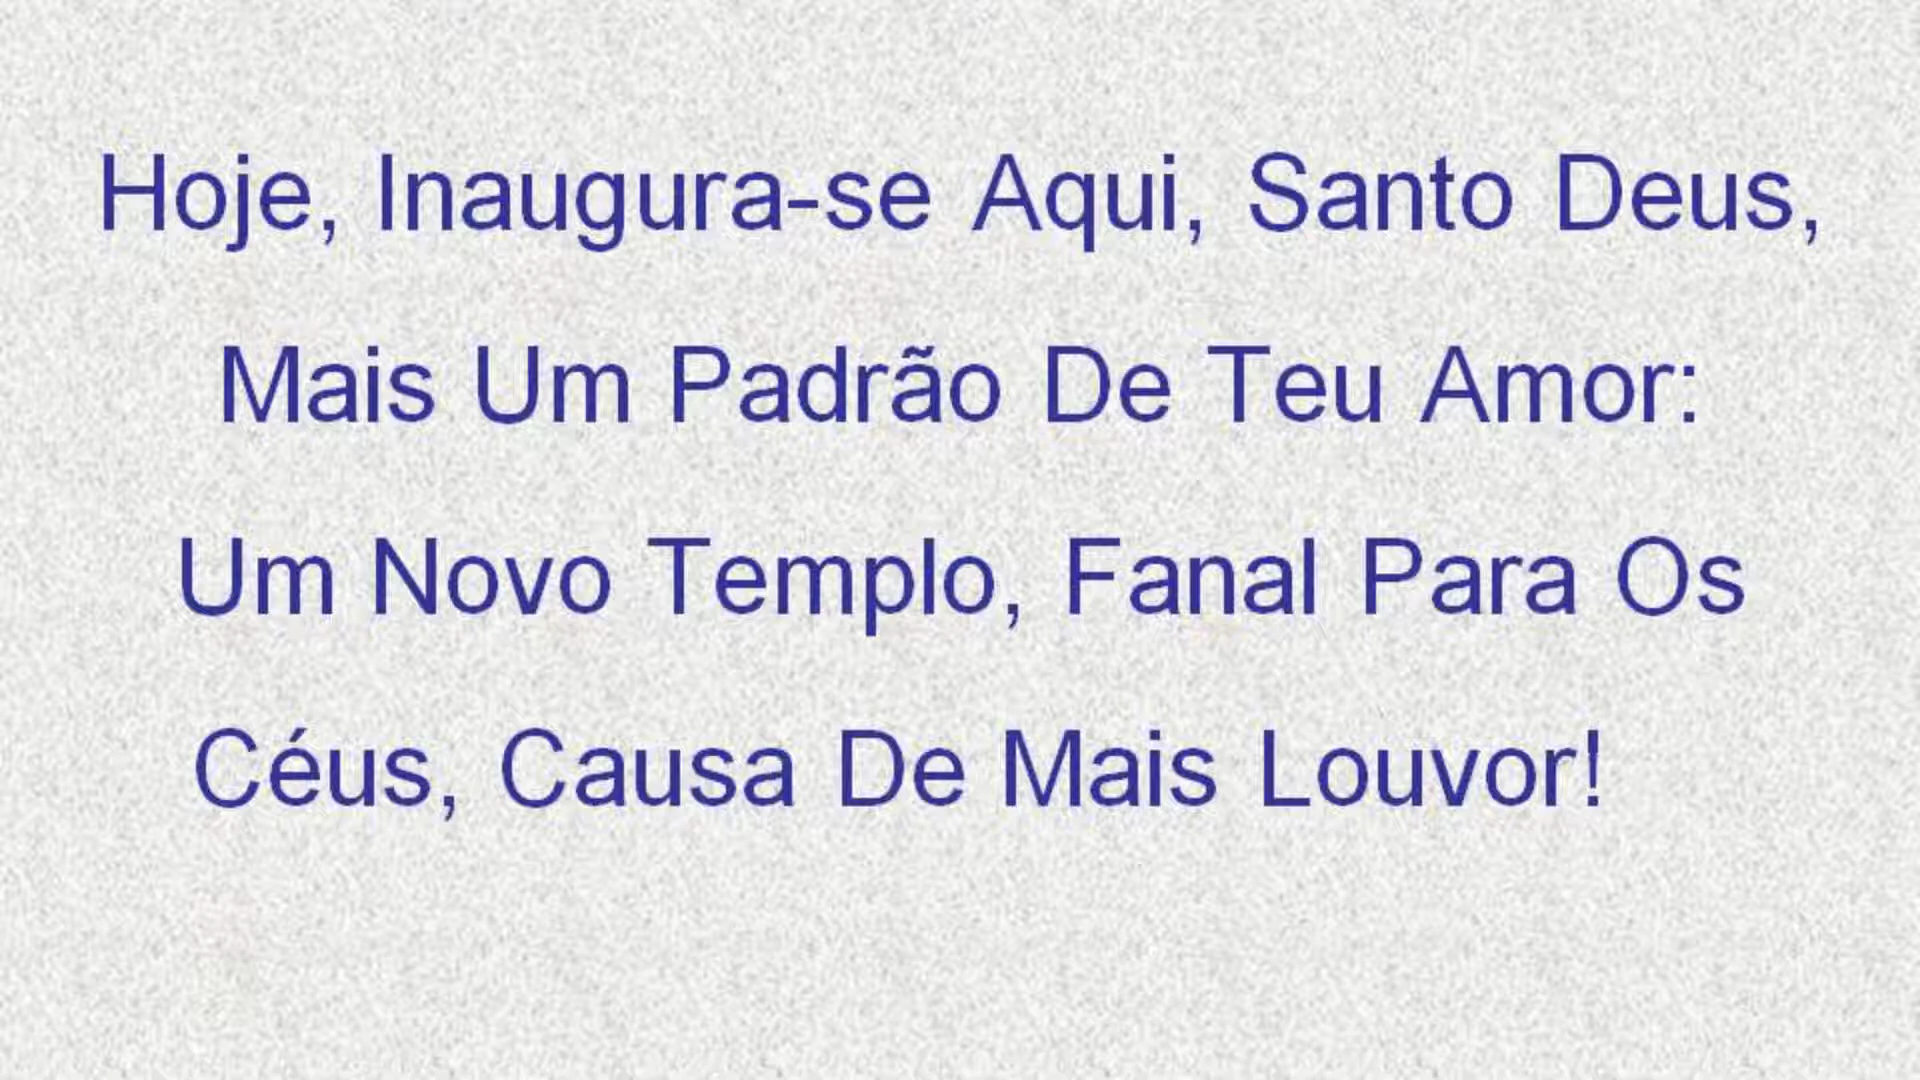 Hoje, Inaugura-se Aqui, Santo Deus,
Mais Um Padrão De Teu Amor:
Um Novo Templo, Fanal Para Os
Céus, Causa De Mais Louvor!